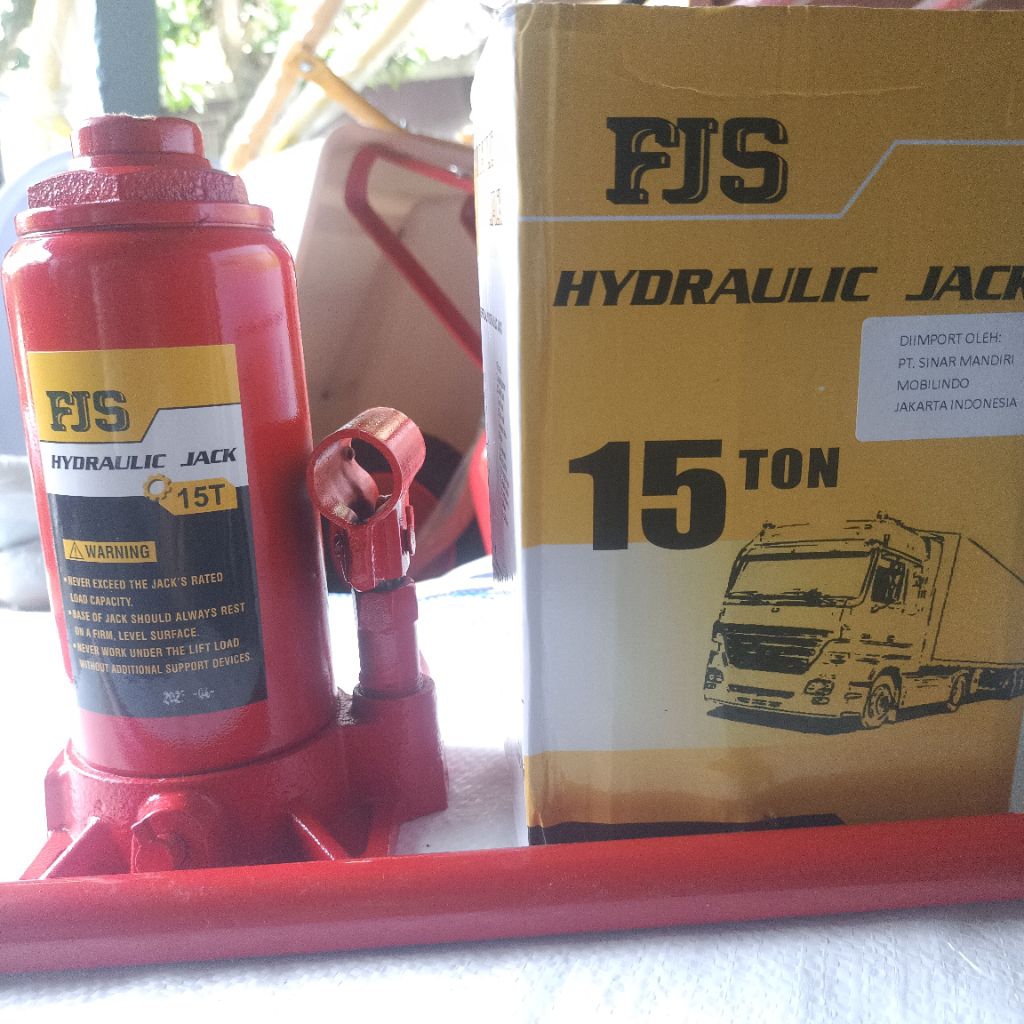 FJS
HYDRAULIC JACK
15T
WARNING
•NEVER EXCEED THE JACK'S RATED
LOAD CAPACITY.
•BASE OF JACK SHOULD ALWAYS REST
ON A FIRM, LEVEL SURFACE.
•NEVER WORK UNDER THE LIFT LOAD
WITHOUT ADDITIONAL SUPPORT DEVICES.
FJS
HYDRAULIC JACK
DIIMPORT OLEH:
PT. SINAR MANDIRI
MOBILINDO
JAKARTA INDONESIA
15 TON